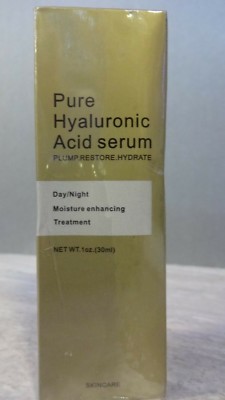 Pure
Hyaluronic
Acid serum
PLUMP.RESTORE.HYDRATE
Day/Night
Moisture enhancing
Treatment
NET WT.1oz.(30ml)
SKINCARE